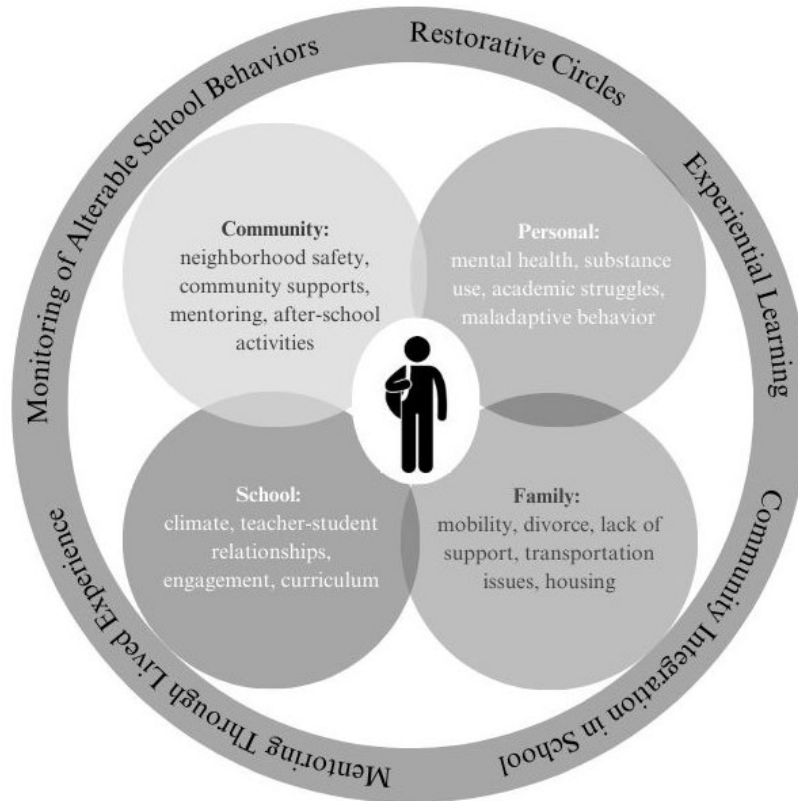 Monitoring of Alterable School Behaviors
Restorative Circles
Experiential Learning
Community Integration in School
Mentoring Through Lived Experience
Community:
neighborhood safety,
community supports,
mentoring, after-school
activities
Personal:
mental health, substance
use, academic struggles,
maladaptive behavior
School:
climate, teacher-student
relationships,
engagement, curriculum
Family:
mobility, divorce, lack of
support, transportation
issues, housing